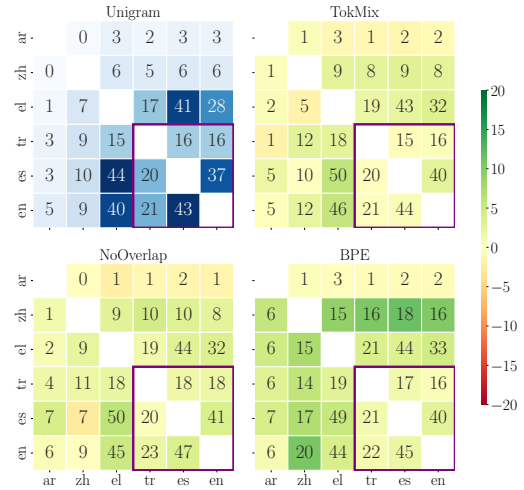 Unigram
ar 0 3 2 3 3
zh 0 6 5 6 6
el 1 7 17 41 28
tr 3 9 15 16 16
es 3 10 44 20 37
en 5 9 40 21 43
TokMix
1 3 1 2 2
1 9 8 9 8
2 5 19 43 32
1 12 18 15 16
5 10 50 20 40
5 12 46 21 44
NoOverlap
ar 0 1 1 2 1
zh 1 9 10 10 8
el 2 9 19 44 32
tr 4 11 18 18 18
es 7 7 50 20 41
en 6 9 45 23 47
ar zh el tr es en
BPE
1 3 1 2 2
6 15 16 18 16
6 15 21 44 33
6 14 19 17 16
7 17 49 21 40
6 20 44 22 45
ar zh el tr es en
20
15
10
5
0
−5
−10
−15
−20